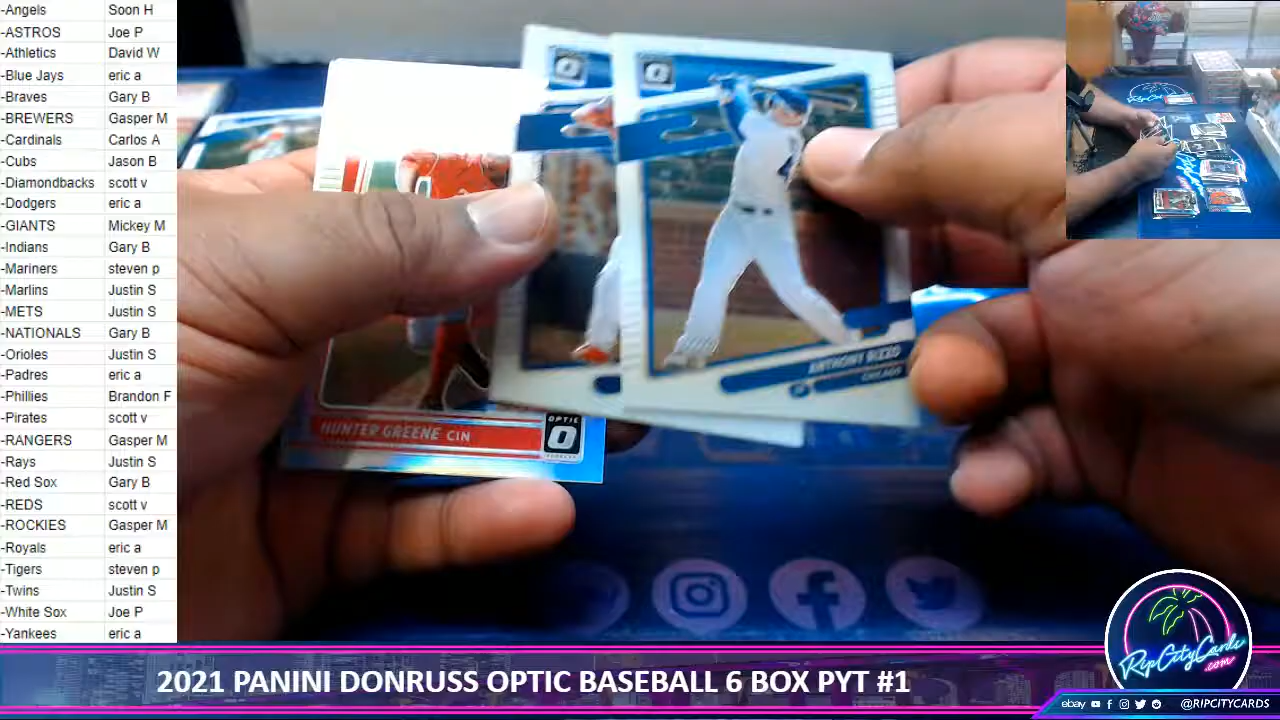 -Angels Soon H
-ASTROS Joe P
-Athletics David W
-Blue Jays eric a
-Braves Gary B
-BREWERS Gasper M
-Cardinals Carlos A
-Cubs Jason B
-Diamondbacks scott v
-Dodgers eric a
-GIANTS Mickey M
-Indians Gary B
-Mariners steven p
-Marlins Justin S
-METS Justin S
-NATIONALS Gary B
-Orioles Justin S
-Padres eric a
-Phillies Brandon F
-Pirates scott v
-RANGERS Gasper M
-Rays Justin S
-Red Sox Gary B
-REDS scott v
-ROCKIES Gasper M
-Royals eric a
-Tigers steven p
-Twins Justin S
-White Sox Joe P
-Yankees eric a
ANTHONY RIZZO
CHICAGO
HUNTER GREENE CIN
OPTIC
RipCityCards
.com
2021 PANINI DONRUSS OPTIC BASEBALL 6 BOX PYT #1
ebay @RIPCITYCARDS